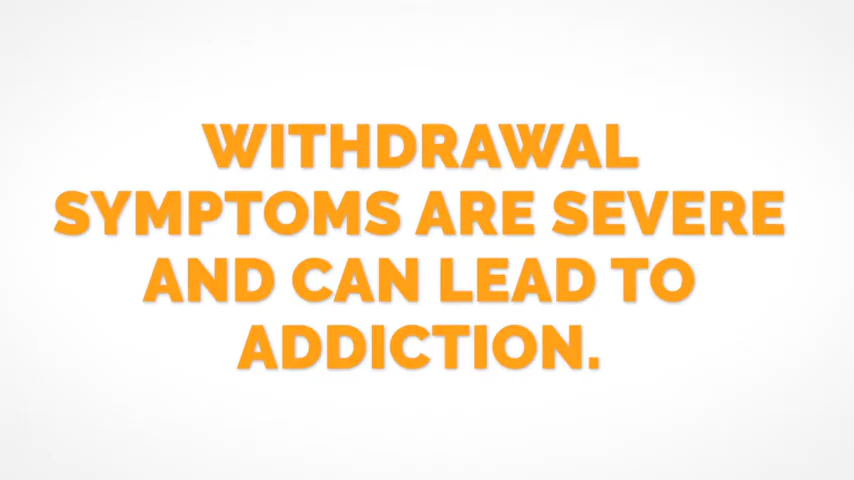 WITHDRAWAL
SYMPTOMS ARE SEVERE
AND CAN LEAD TO
ADDICTION.